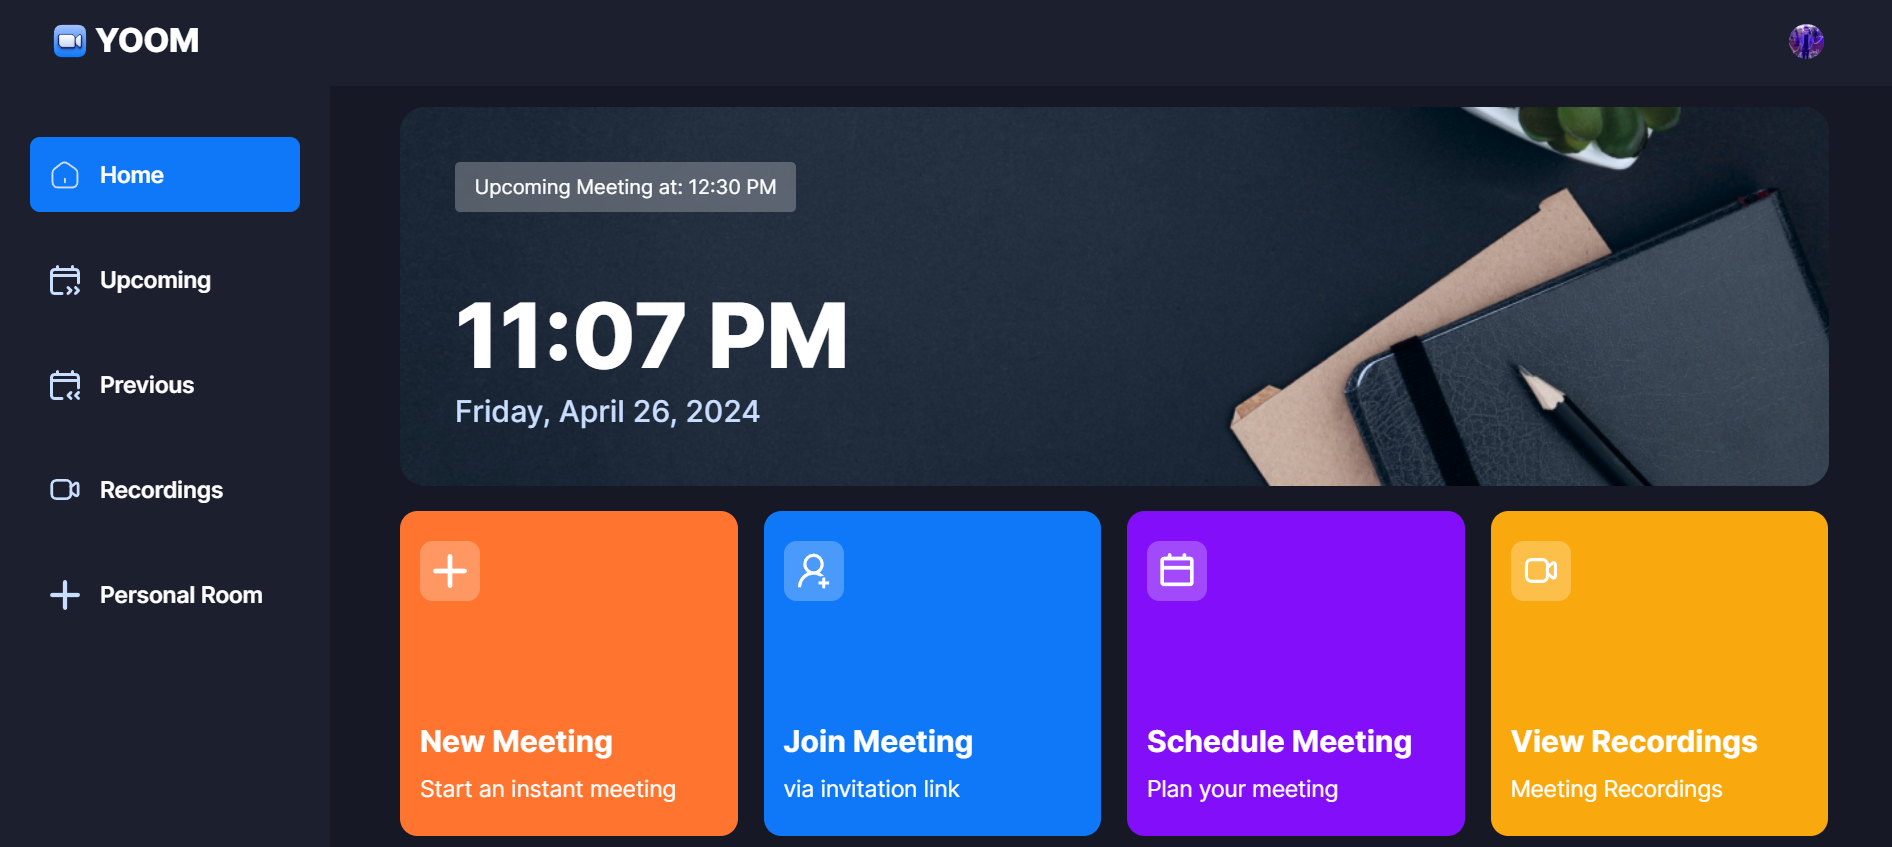 YOOM
Home
Upcoming
Previous
Recordings
Personal Room
Upcoming Meeting at: 12:30 PM
11:07 PM
Friday, April 26, 2024
New Meeting
Start an instant meeting
Join Meeting
via invitation link
Schedule Meeting
Plan your meeting
View Recordings
Meeting Recordings